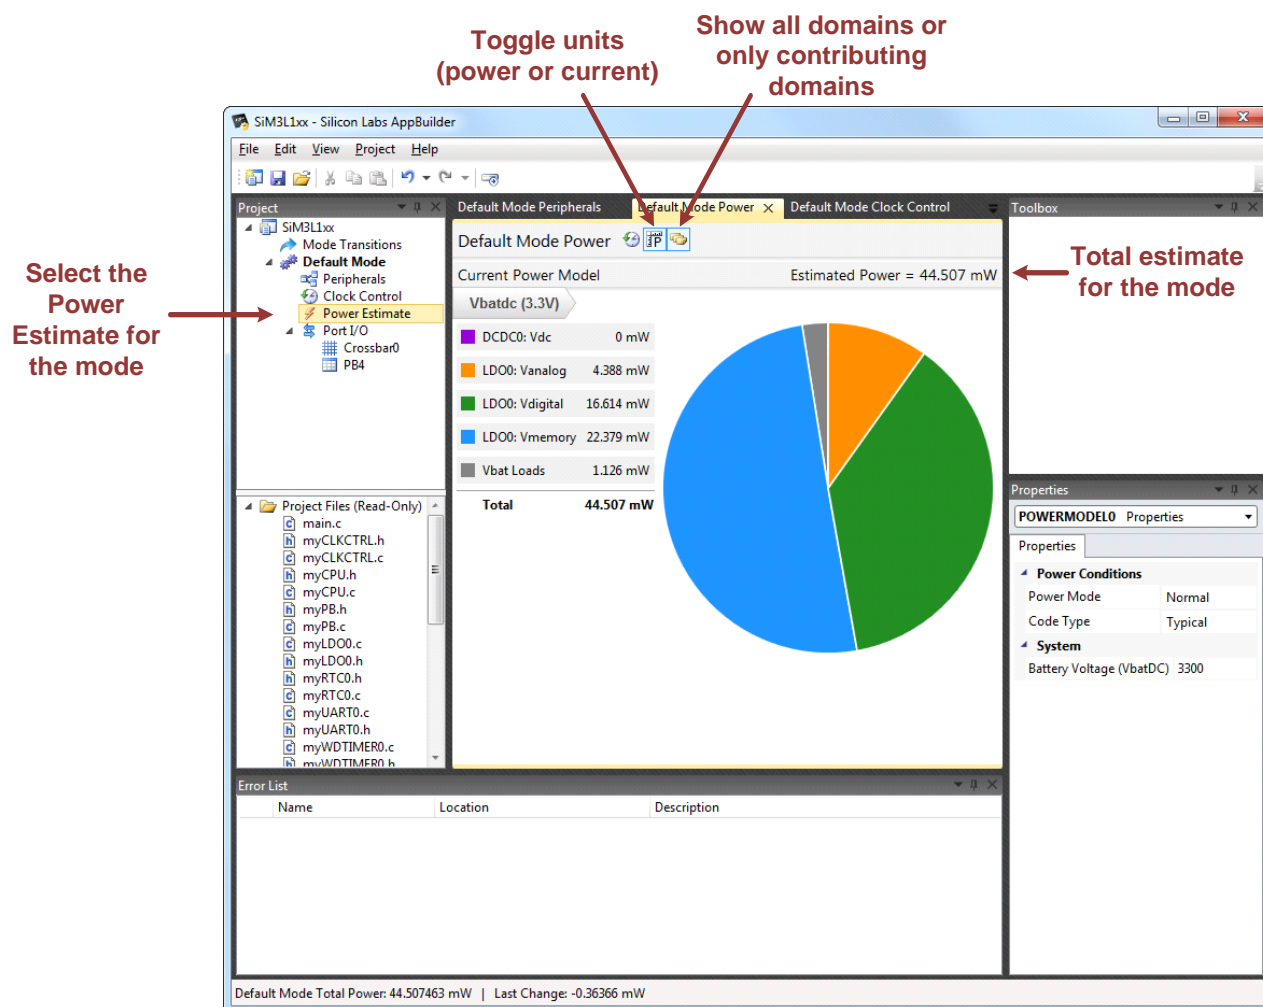 Toggle units
(power or current)
Show all domains or
only contributing
domains
Select the
Power
Estimate for
the mode
Total estimate
for the mode
SiM3L1xx - Silicon Labs AppBuilder
File Edit View Project Help
Project
SiM3L1xx
Mode Transitions
Default Mode
Peripherals
Clock Control
Power Estimate
Port I/O
Crossbar0
PB4
Project Files (Read-Only)
main.c
myCLKCTRL.h
myCLKCTRL.c
myCPU.h
myCPU.c
myPB.h
myPB.c
myLDO0.c
myLDO0.h
myRTC0.h
myRTC0.c
myUART0.c
myUART0.h
myWDTIMER0.c
myWDTIMER0.h
Default Mode Peripherals
Default Mode Power
Default Mode Clock Control
Default Mode Power
Current Power Model
Estimated Power = 44.507 mW
Vbatdc (3.3V)
DCDC0: Vdc 0 mW
LDO0: Vanalog 4.388 mW
LDO0: Vdigital 16.614 mW
LDO0: Vmemory 22.379 mW
Vbat Loads 1.126 mW
Total 44.507 mW
Toolbox
Properties
POWERMODEL0 Properties
Properties
Power Conditions
Power Mode Normal
Code Type Typical
System
Battery Voltage (VbatDC) 3300
Error List
Name Location Description
Default Mode Total Power: 44.507463 mW | Last Change: -0.36366 mW